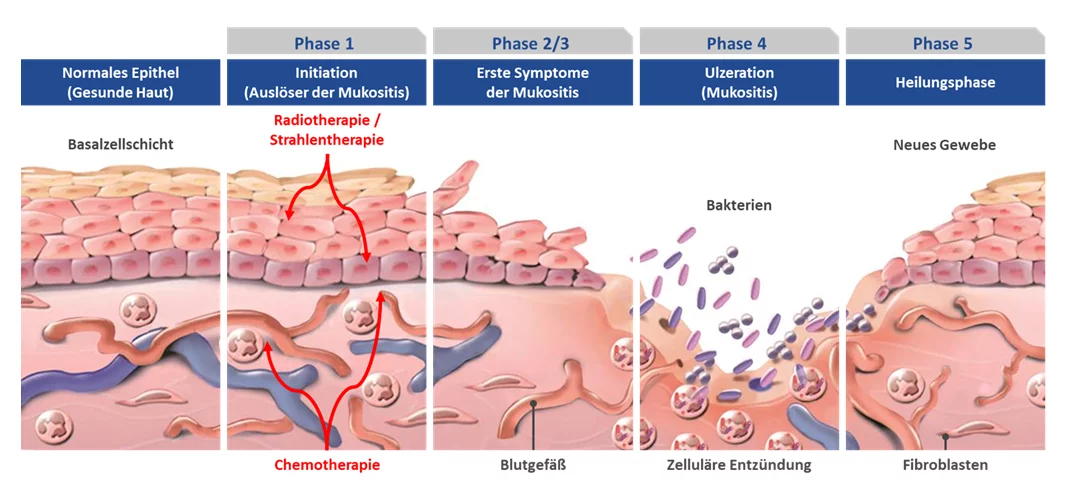 Phase 1
Phase 2/3
Phase 4
Phase 5
Normales Epithel
(Gesunde Haut)
Initiation
(Auslöser der Mukositis)
Erste Symptome
der Mukositis
Ulzeration
(Mukositis)
Heilungsphase
Radiotherapie /
Strahlentherapie
Basalzellschicht
Neues Gewebe
Bakterien
Chemotherapie
Blutgefäß
Zelluläre Entzündung
Fibroblasten